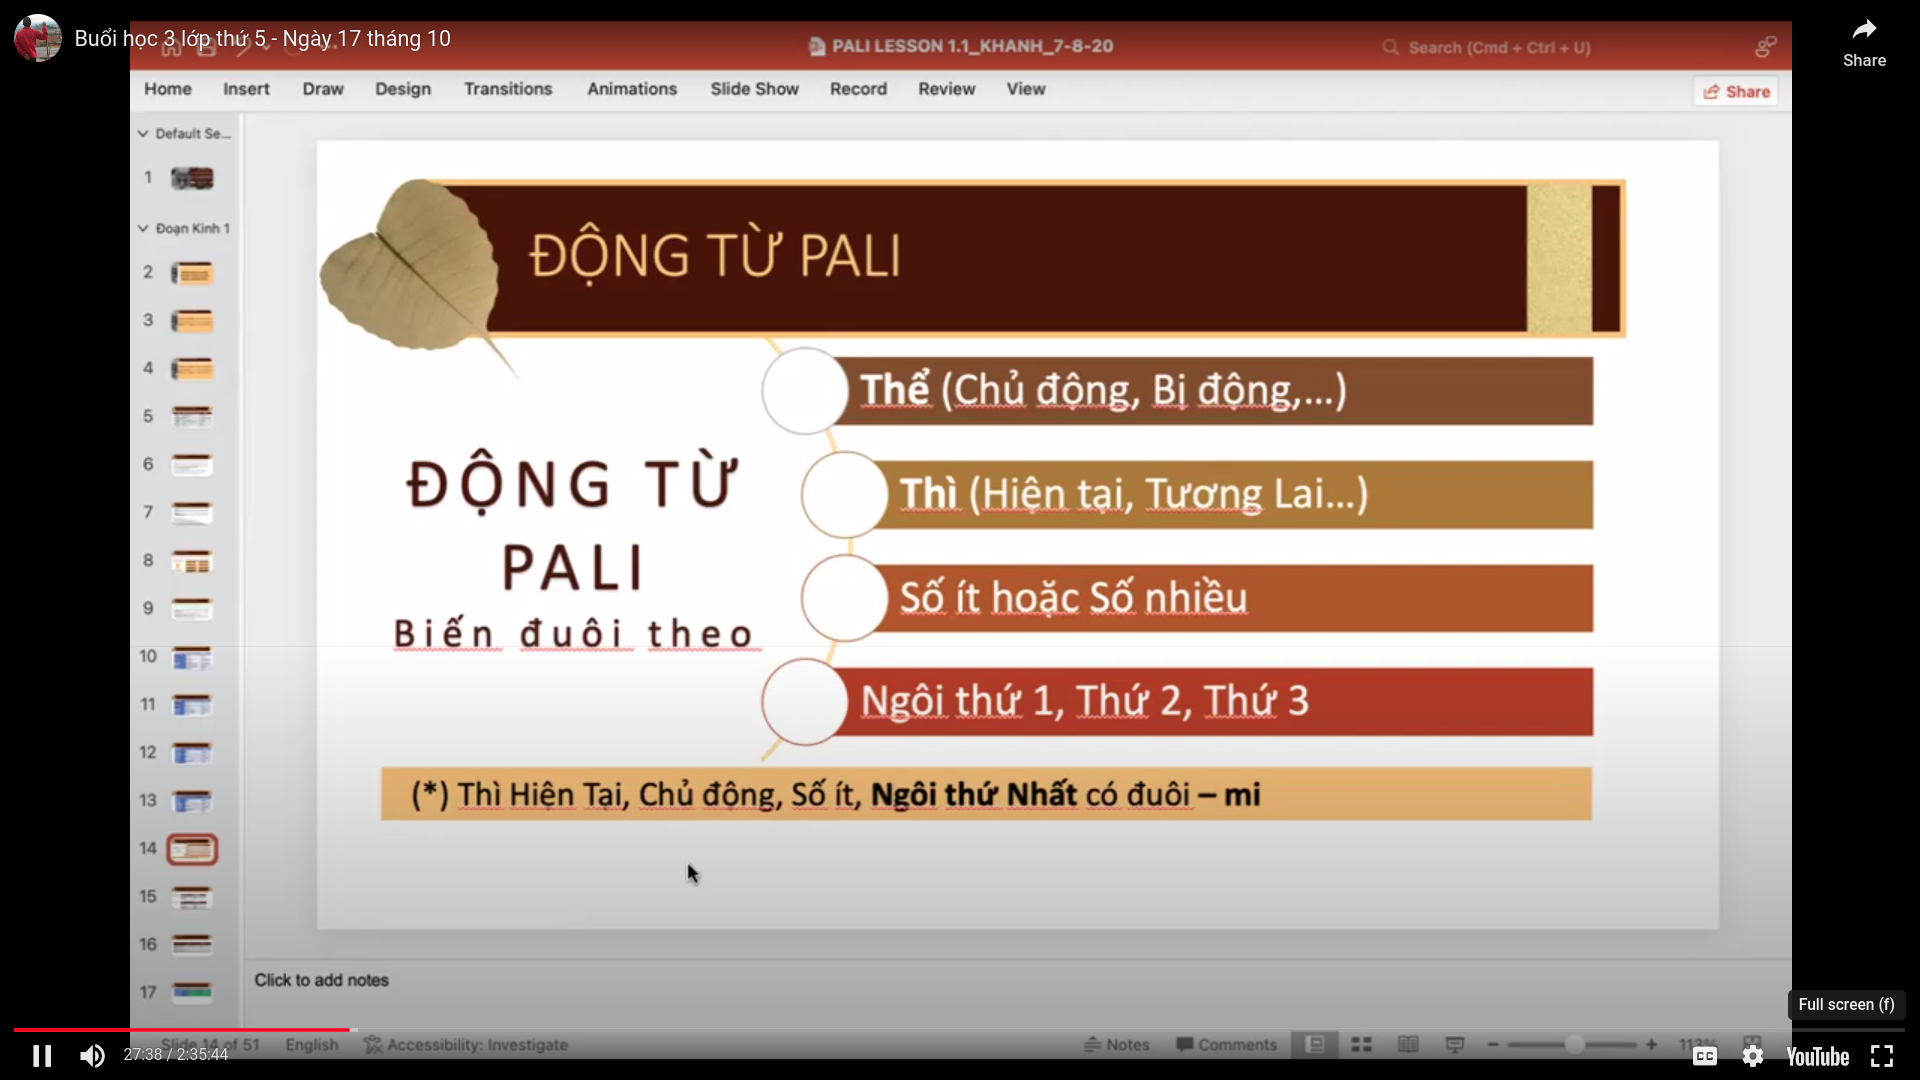 Buổi học 3 lớp thứ 5 - Ngày 17 tháng 10
PALI LESSON 1.1_KHANH_7-8-20
Search (Cmd + Ctrl + U)
Share
Home Insert Draw Design Transitions Animations Slide Show Record Review View
Share
Default Se...
1
Đoạn Kinh 1
2
3
4
5
6
7
8
9
10
11
12
13
14
15
16
17
ĐỘNG TỪ PALI
ĐỘNG TỪ
PALI
Biến đuôi theo
Thể (Chủ động, Bị động,...)
Thì (Hiện tại, Tương Lai...)
Số ít hoặc Số nhiều
Ngôi thứ 1, Thứ 2, Thứ 3
(*) Thì Hiện Tại, Chủ động, Số ít, Ngôi thứ Nhất có đuôi – mi
Click to add notes
Full screen (f)
Slide 14 of 51 English Accessibility: Investigate Notes Comments
27:38 / 2:35:44
CC YouTube